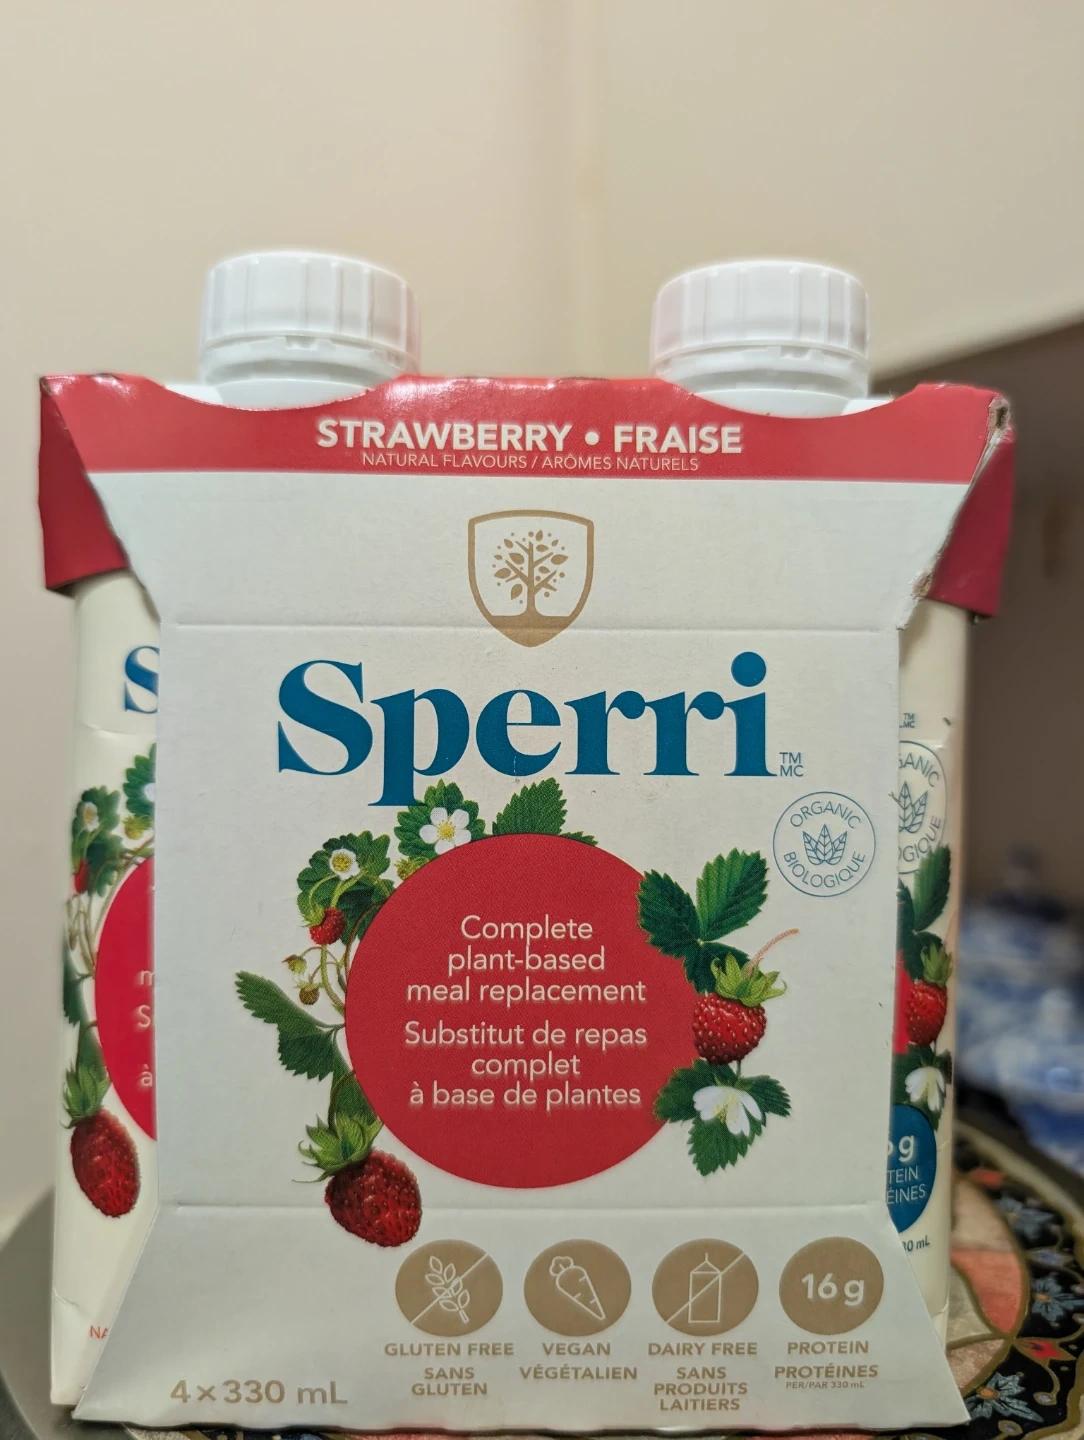 STRAWBERRY • FRAISE
NATURAL FLAVOURS / ARÔMES NATURELS
Sperri
TM
MC
ORGANIC
BIOLOGIQUE
Complete
plant-based
meal replacement
Substitut de repas
complet
à base de plantes
16 g
GLUTEN FREE
SANS
GLUTEN
VEGAN
VÉGÉTALIEN
DAIRY FREE
SANS
PRODUITS
LAITIERS
PROTEIN
PROTÉINES
PER/PAR 330 mL
4 × 330 mL